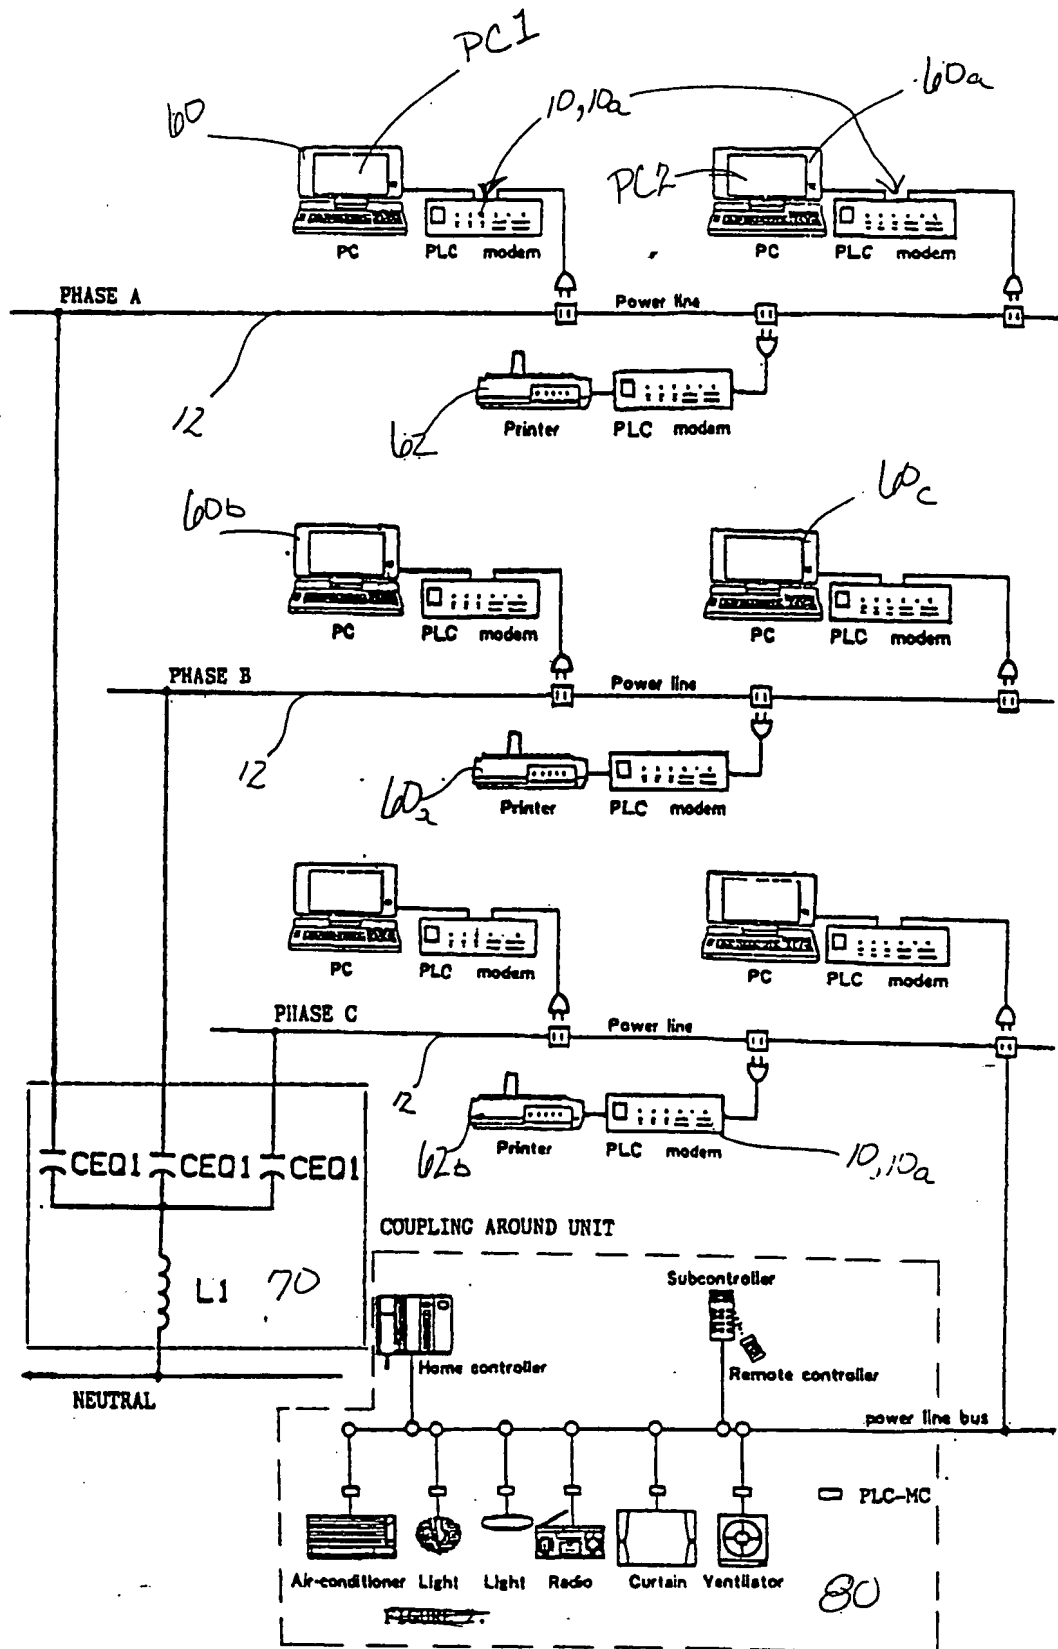 PC1
60
10,10a
60a
PC2
PC
PLC modem
PC
PLC modem
PHASE A
Power line
12
62
Printer
PLC modem
60b
60c
PC
PLC modem
PC
PLC modem
PHASE B
Power line
12
60a
Printer
PLC modem
PC
PLC modem
PC
PLC modem
PHASE C
Power line
12
62b
Printer
PLC modem
10,10a
CEQ1 CEQ1 CEQ1
COUPLING AROUND UNIT
L1
70
Subcontroller
Home controller
Remote controller
NEUTRAL
power line bus
PLC-MC
Air-conditioner Light Light Radio Curtain Ventilator
80
FIGURE 2.